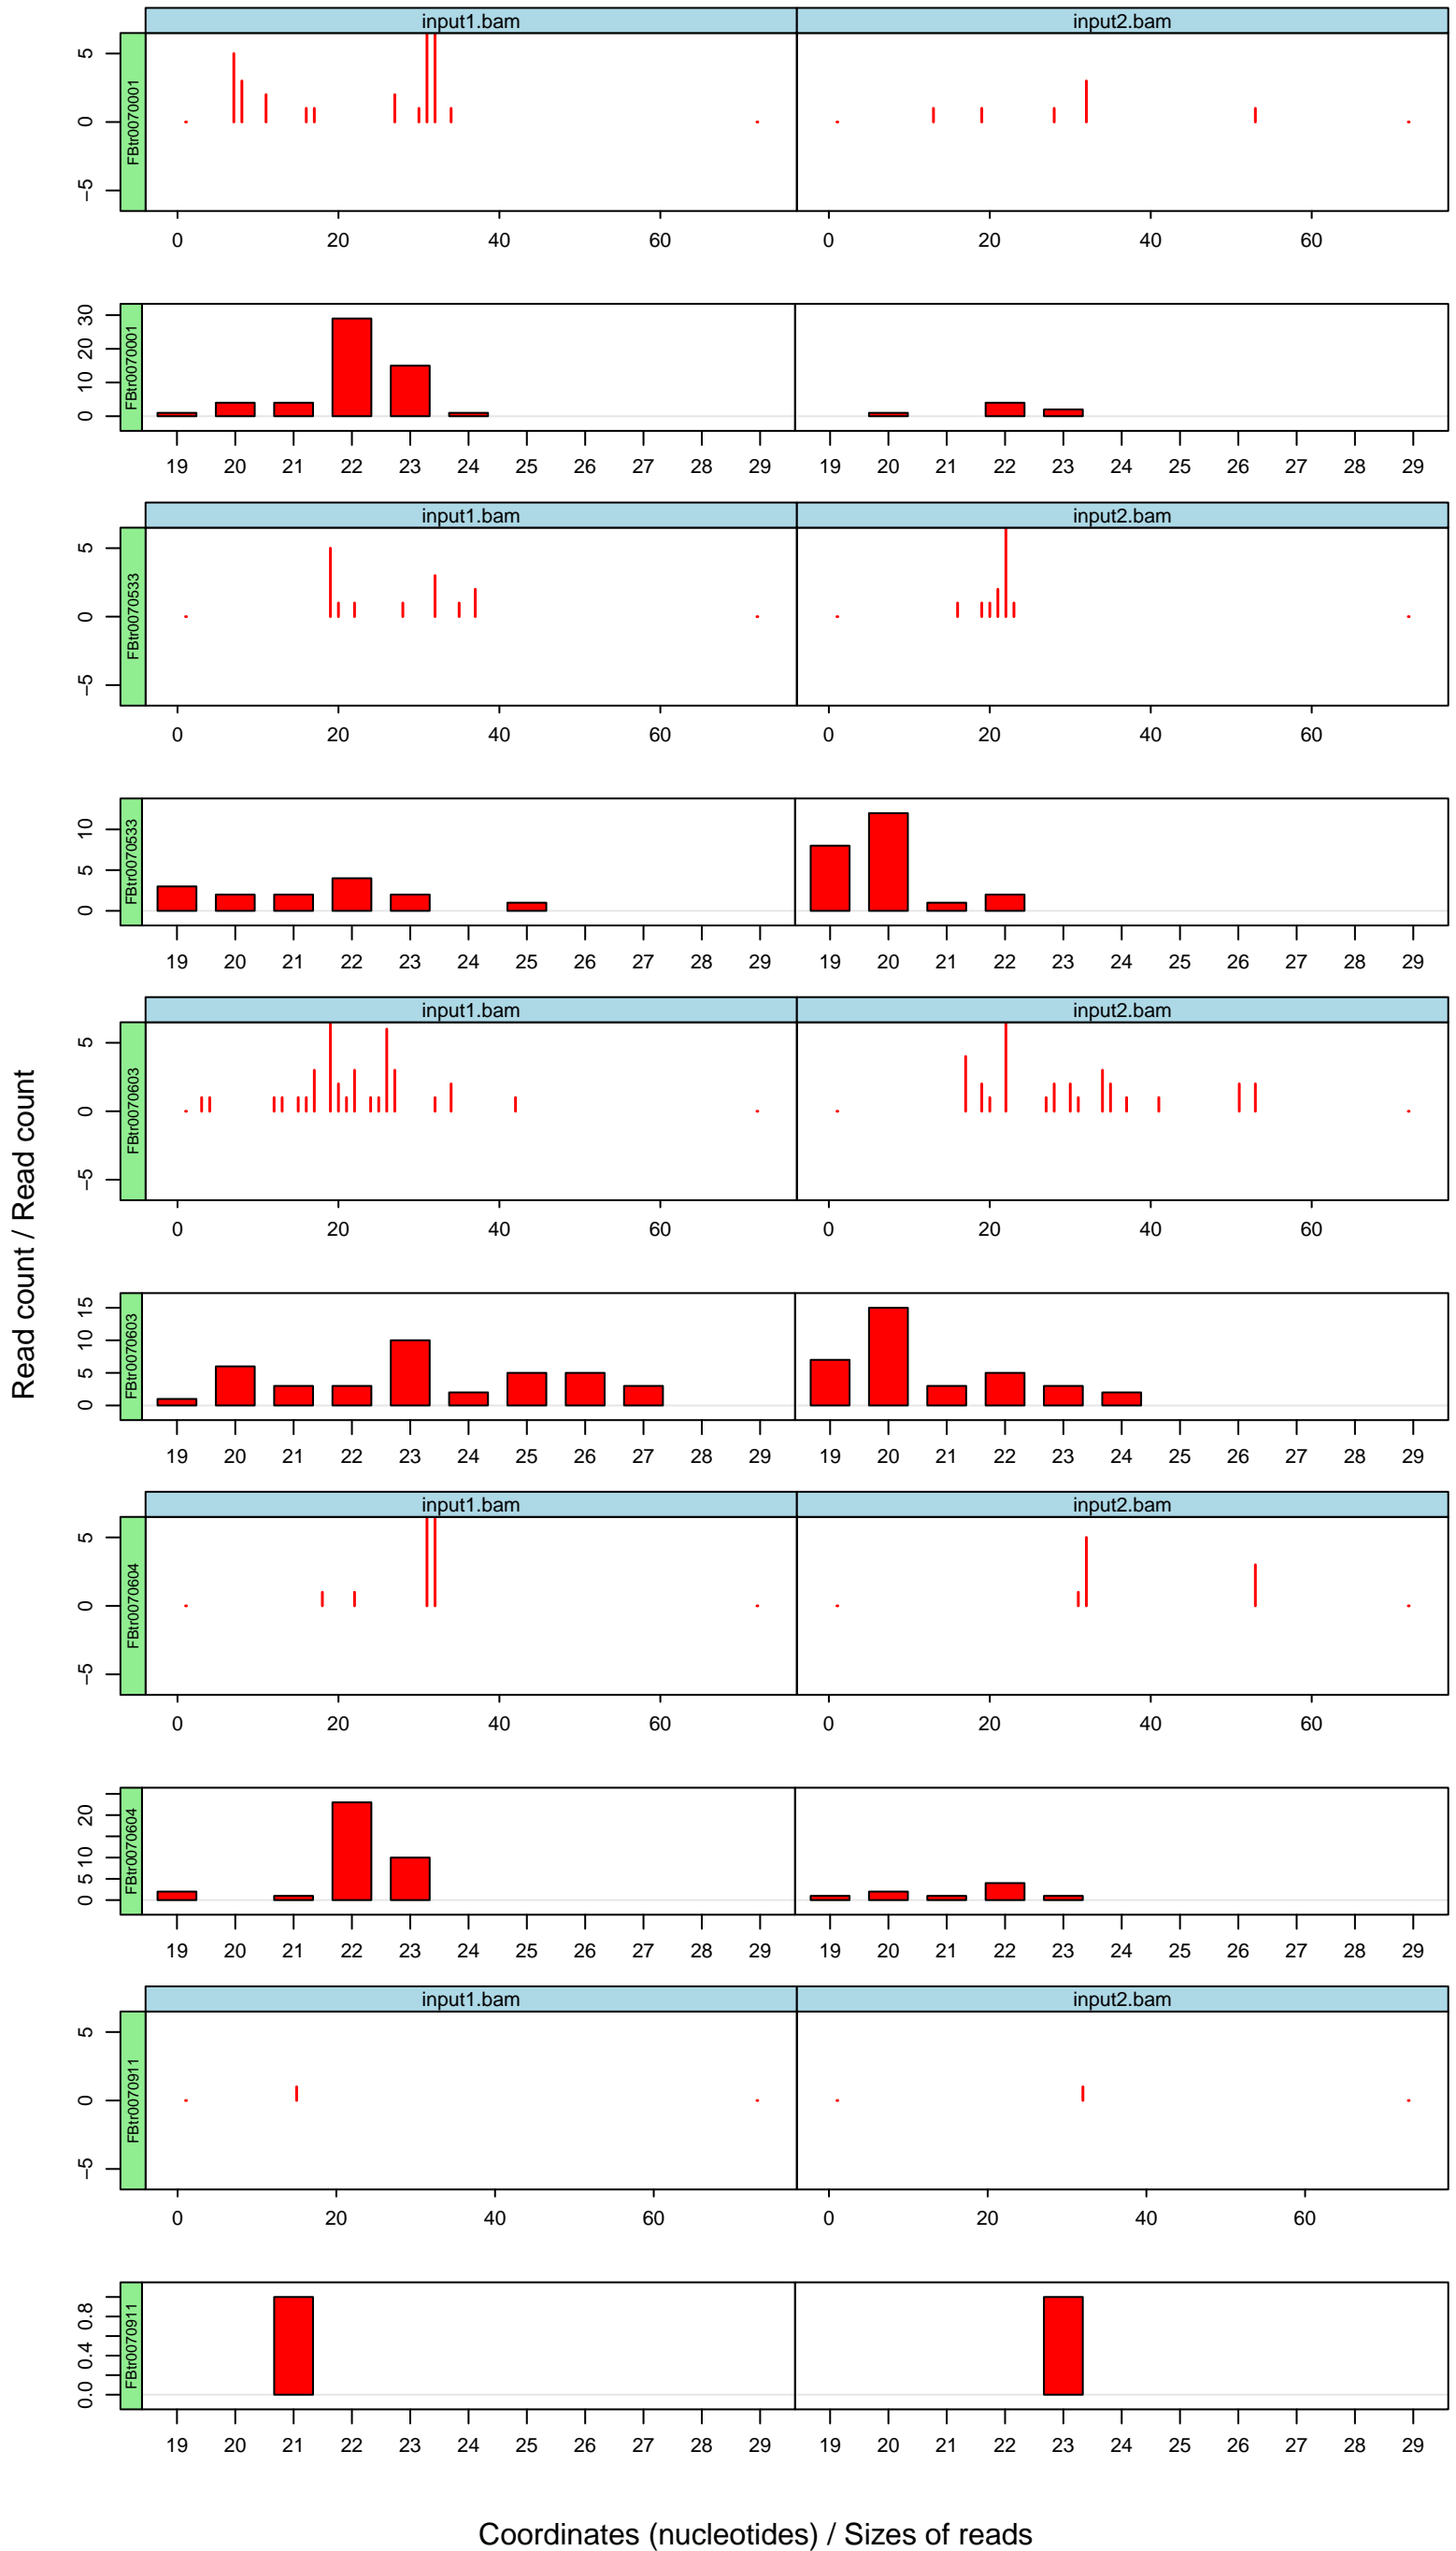 input1.bam input2.bam
FBtr0070001
5
0
−5
0 20 40 60 0 20 40 60
FBtr0070001
30
20
10
0
19 20 21 22 23 24 25 26 27 28 29 19 20 21 22 23 24 25 26 27 28 29
input1.bam input2.bam
FBtr0070533
5
0
−5
0 20 40 60 0 20 40 60
FBtr0070533
10
5
0
19 20 21 22 23 24 25 26 27 28 29 19 20 21 22 23 24 25 26 27 28 29
input1.bam input2.bam
FBtr0070603
5
0
−5
0 20 40 60 0 20 40 60
FBtr0070603
15
10
5
0
19 20 21 22 23 24 25 26 27 28 29 19 20 21 22 23 24 25 26 27 28 29
input1.bam input2.bam
FBtr0070604
5
0
−5
0 20 40 60 0 20 40 60
FBtr0070604
20
10
5
0
19 20 21 22 23 24 25 26 27 28 29 19 20 21 22 23 24 25 26 27 28 29
input1.bam input2.bam
FBtr0070911
5
0
−5
0 20 40 60 0 20 40 60
FBtr0070911
0.8
0.4
0.0
19 20 21 22 23 24 25 26 27 28 29 19 20 21 22 23 24 25 26 27 28 29
Read count / Read count
Coordinates (nucleotides) / Sizes of reads